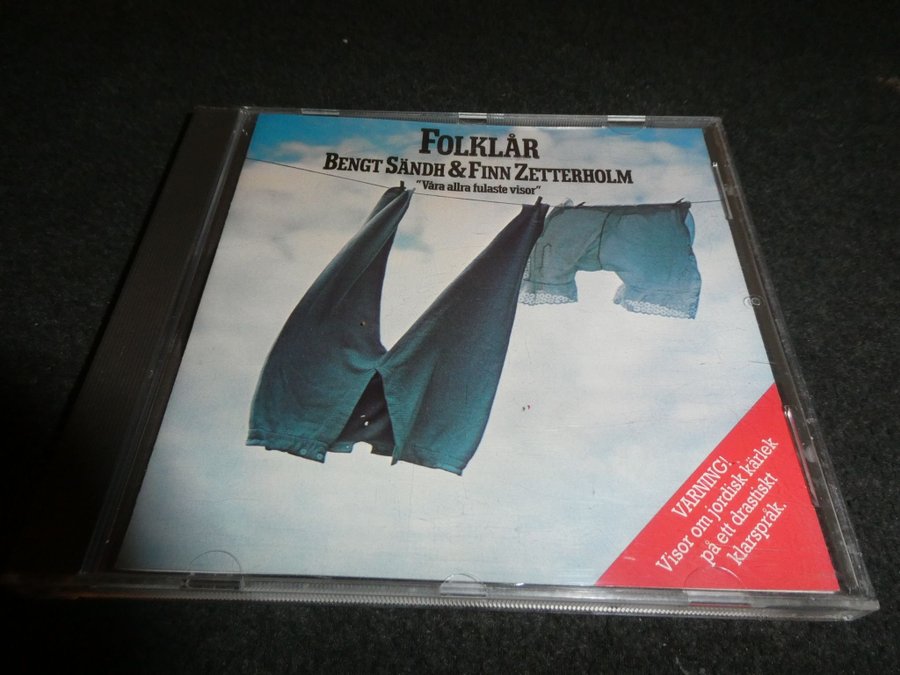 FOLKLÅR
BENGT SÄNDH & FINN ZETTERHOLM
"Våra allra fulaste visor"
VARNING!
Visor om jordisk kärlek
på ett drastiskt
klarspråk.